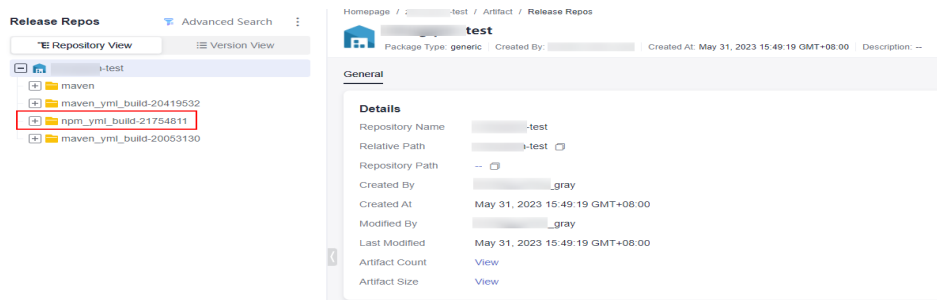 Release Repos
Advanced Search
Repository View
Version View
-test
maven
maven_yml_build-20419532
npm_yml_build-21754811
maven_yml_build-20053130
Homepage / -test / Artifact / Release Repos
test
Package Type: generic Created By: Created At: May 31, 2023 15:49:19 GMT+08:00 Description: --
General
Details
Repository Name -test
Relative Path -test
Repository Path --
Created By _gray
Created At May 31, 2023 15:49:19 GMT+08:00
Modified By _gray
Last Modified May 31, 2023 15:49:19 GMT+08:00
Artifact Count View
Artifact Size View